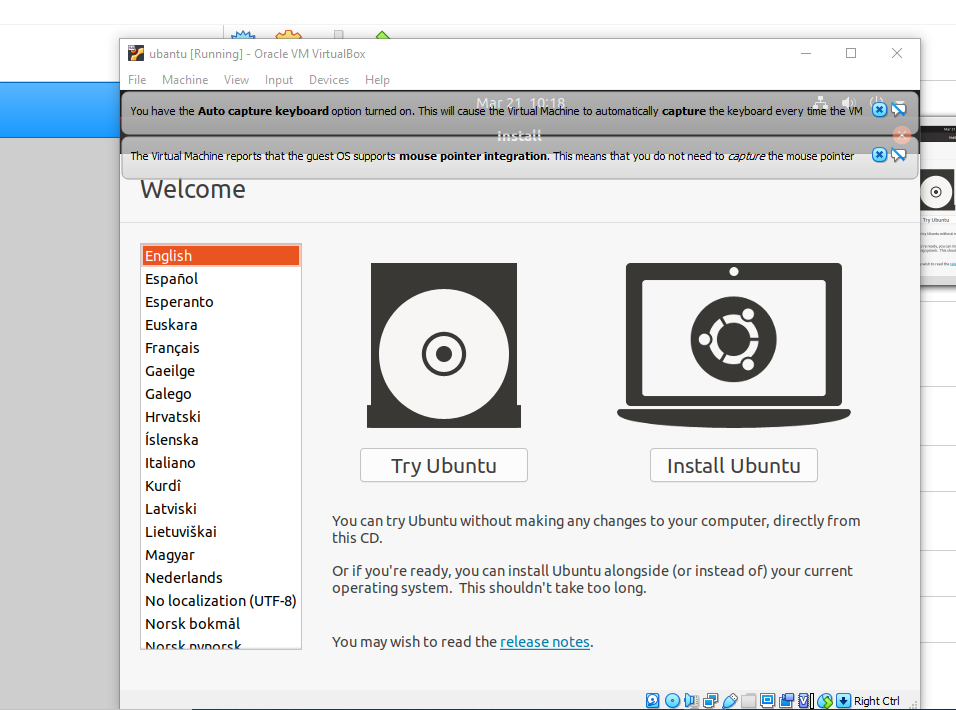 ubantu [Running] - Oracle VM VirtualBox
File Machine View Input Devices Help
Mar 21, 10:18
You have the Auto capture keyboard option turned on. This will cause the Virtual Machine to automatically capture the keyboard every time the VM
Install
The Virtual Machine reports that the guest OS supports mouse pointer integration. This means that you do not need to capture the mouse pointer
Welcome
English
Español
Esperanto
Euskara
Français
Gaeilge
Galego
Hrvatski
Íslenska
Italiano
Kurdî
Latviski
Lietuviškai
Magyar
Nederlands
No localization (UTF-8)
Norsk bokmål
Norsk nynorsk
Try Ubuntu
Install Ubuntu
You can try Ubuntu without making any changes to your computer, directly from
this CD.
Or if you're ready, you can install Ubuntu alongside (or instead of) your current
operating system. This shouldn't take too long.
You may wish to read the release notes.
Right Ctrl
Try Ubuntu